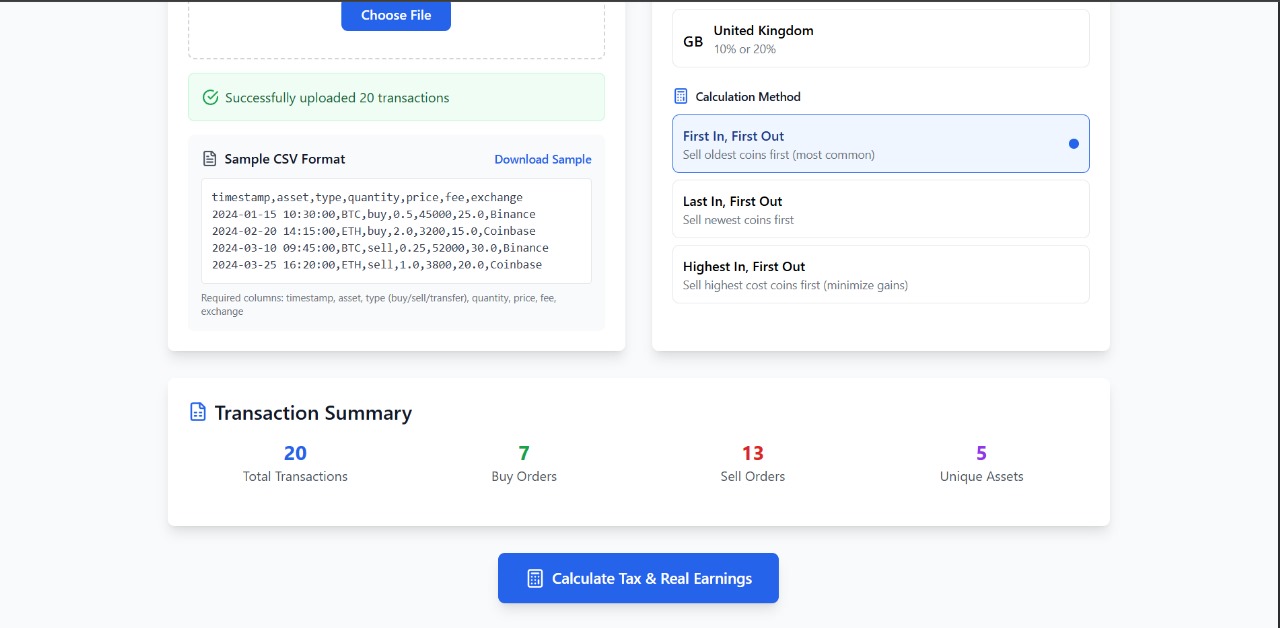 Choose File
Successfully uploaded 20 transactions
Sample CSV Format
Download Sample
timestamp,asset,type,quantity,price,fee,exchange
2024-01-15 10:30:00,BTC,buy,0.5,45000,25.0,Binance
2024-02-20 14:15:00,ETH,buy,2.0,3200,15.0,Coinbase
2024-03-10 09:45:00,BTC,sell,0.25,52000,30.0,Binance
2024-03-25 16:20:00,ETH,sell,1.0,3800,20.0,Coinbase
Required columns: timestamp, asset, type (buy/sell/transfer), quantity, price, fee,
exchange
GB
United Kingdom
10% or 20%
Calculation Method
First In, First Out
Sell oldest coins first (most common)
Last In, First Out
Sell newest coins first
Highest In, First Out
Sell highest cost coins first (minimize gains)
Transaction Summary
20
Total Transactions
7
Buy Orders
13
Sell Orders
5
Unique Assets
Calculate Tax & Real Earnings